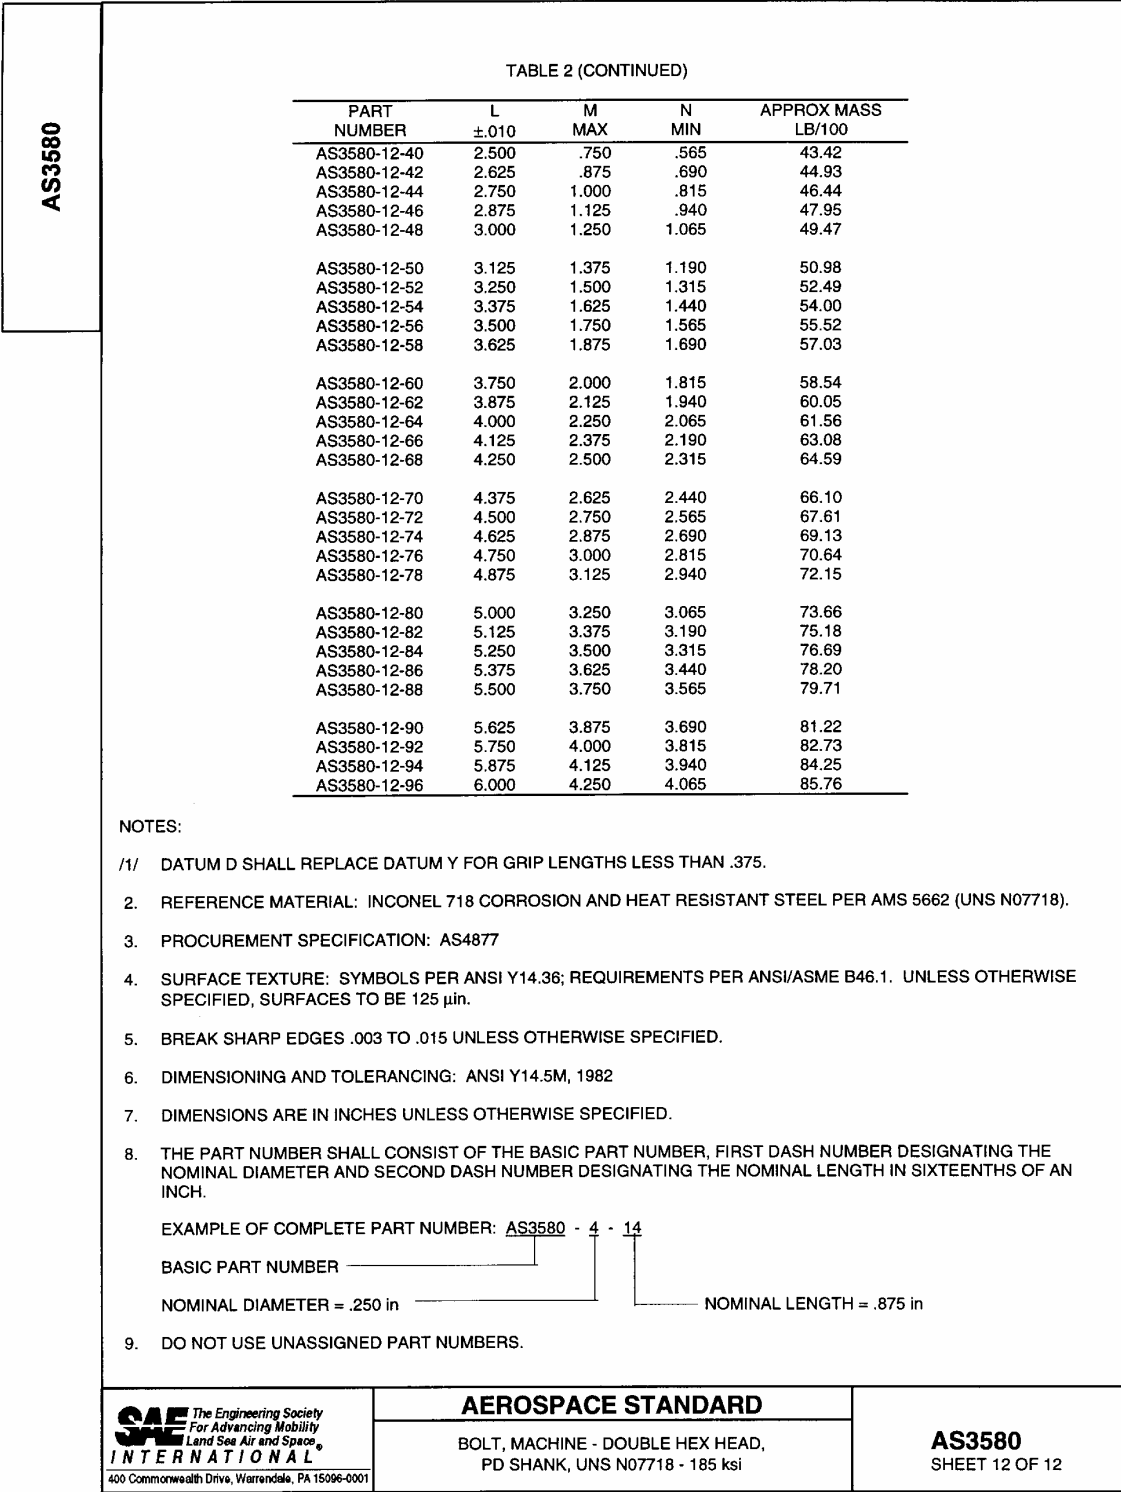 AS3580
TABLE 2 (CONTINUED)
PART NUMBER L ±.010 M MAX N MIN APPROX MASS LB/100
AS3580-12-40 2.500 .750 .565 43.42
AS3580-12-42 2.625 .875 .690 44.93
AS3580-12-44 2.750 1.000 .815 46.44
AS3580-12-46 2.875 1.125 .940 47.95
AS3580-12-48 3.000 1.250 1.065 49.47
AS3580-12-50 3.125 1.375 1.190 50.98
AS3580-12-52 3.250 1.500 1.315 52.49
AS3580-12-54 3.375 1.625 1.440 54.00
AS3580-12-56 3.500 1.750 1.565 55.52
AS3580-12-58 3.625 1.875 1.690 57.03
AS3580-12-60 3.750 2.000 1.815 58.54
AS3580-12-62 3.875 2.125 1.940 60.05
AS3580-12-64 4.000 2.250 2.065 61.56
AS3580-12-66 4.125 2.375 2.190 63.08
AS3580-12-68 4.250 2.500 2.315 64.59
AS3580-12-70 4.375 2.625 2.440 66.10
AS3580-12-72 4.500 2.750 2.565 67.61
AS3580-12-74 4.625 2.875 2.690 69.13
AS3580-12-76 4.750 3.000 2.815 70.64
AS3580-12-78 4.875 3.125 2.940 72.15
AS3580-12-80 5.000 3.250 3.065 73.66
AS3580-12-82 5.125 3.375 3.190 75.18
AS3580-12-84 5.250 3.500 3.315 76.69
AS3580-12-86 5.375 3.625 3.440 78.20
AS3580-12-88 5.500 3.750 3.565 79.71
AS3580-12-90 5.625 3.875 3.690 81.22
AS3580-12-92 5.750 4.000 3.815 82.73
AS3580-12-94 5.875 4.125 3.940 84.25
AS3580-12-96 6.000 4.250 4.065 85.76
NOTES:
/1/ DATUM D SHALL REPLACE DATUM Y FOR GRIP LENGTHS LESS THAN .375.
2. REFERENCE MATERIAL: INCONEL 718 CORROSION AND HEAT RESISTANT STEEL PER AMS 5662 (UNS N07718).
3. PROCUREMENT SPECIFICATION: AS4877
4. SURFACE TEXTURE: SYMBOLS PER ANSI Y14.36; REQUIREMENTS PER ANSI/ASME B46.1. UNLESS OTHERWISE
SPECIFIED, SURFACES TO BE 125 µin.
5. BREAK SHARP EDGES .003 TO .015 UNLESS OTHERWISE SPECIFIED.
6. DIMENSIONING AND TOLERANCING: ANSI Y14.5M, 1982
7. DIMENSIONS ARE IN INCHES UNLESS OTHERWISE SPECIFIED.
8. THE PART NUMBER SHALL CONSIST OF THE BASIC PART NUMBER, FIRST DASH NUMBER DESIGNATING THE
NOMINAL DIAMETER AND SECOND DASH NUMBER DESIGNATING THE NOMINAL LENGTH IN SIXTEENTHS OF AN
INCH.
EXAMPLE OF COMPLETE PART NUMBER: AS3580 - 4 - 14
BASIC PART NUMBER
NOMINAL DIAMETER = .250 in
NOMINAL LENGTH = .875 in
9. DO NOT USE UNASSIGNED PART NUMBERS.
SAE The Engineering Society
For Advancing Mobility
Land Sea Air and Space®
INTERNATIONAL
400 Commonwealth Drive, Warrendale, PA 15096-0001
AEROSPACE STANDARD
BOLT, MACHINE - DOUBLE HEX HEAD,
PD SHANK, UNS N07718 - 185 ksi
AS3580
SHEET 12 OF 12